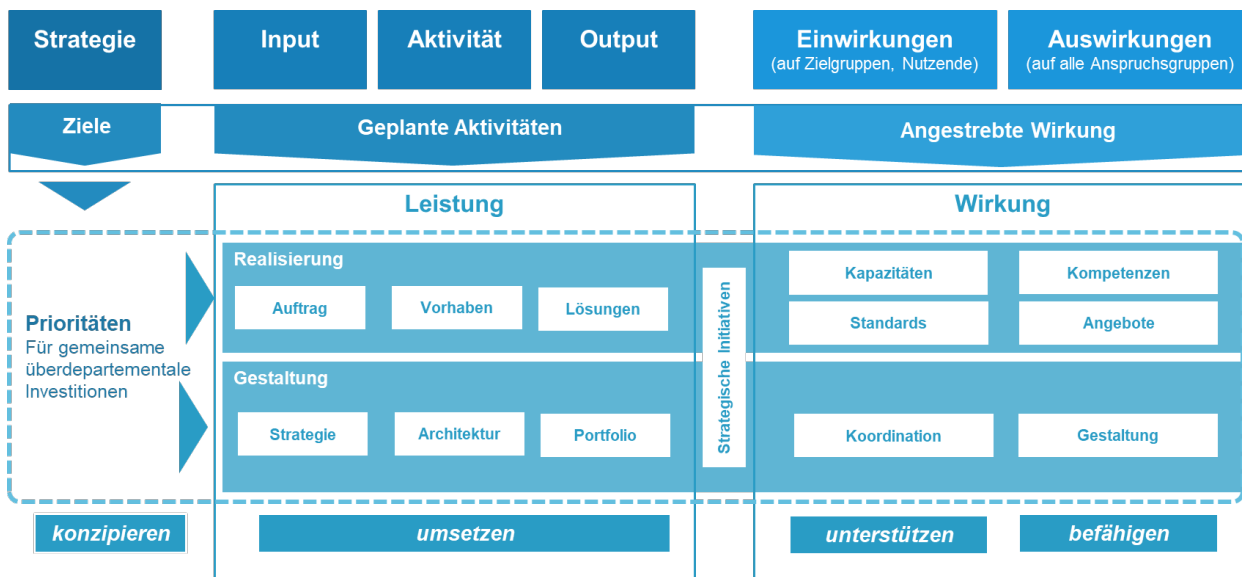 Strategie
Input
Aktivität
Output
Einwirkungen
(auf Zielgruppen, Nutzende)
Auswirkungen
(auf alle Anspruchsgruppen)
Ziele
Geplante Aktivitäten
Angestrebte Wirkung
Leistung
Wirkung
Prioritäten
Für gemeinsame
überdepartementale
Investitionen
Realisierung
Auftrag
Vorhaben
Lösungen
Gestaltung
Strategie
Architektur
Portfolio
Strategische Initiativen
Kapazitäten
Kompetenzen
Standards
Angebote
Koordination
Gestaltung
konzipieren
umsetzen
unterstützen
befähigen